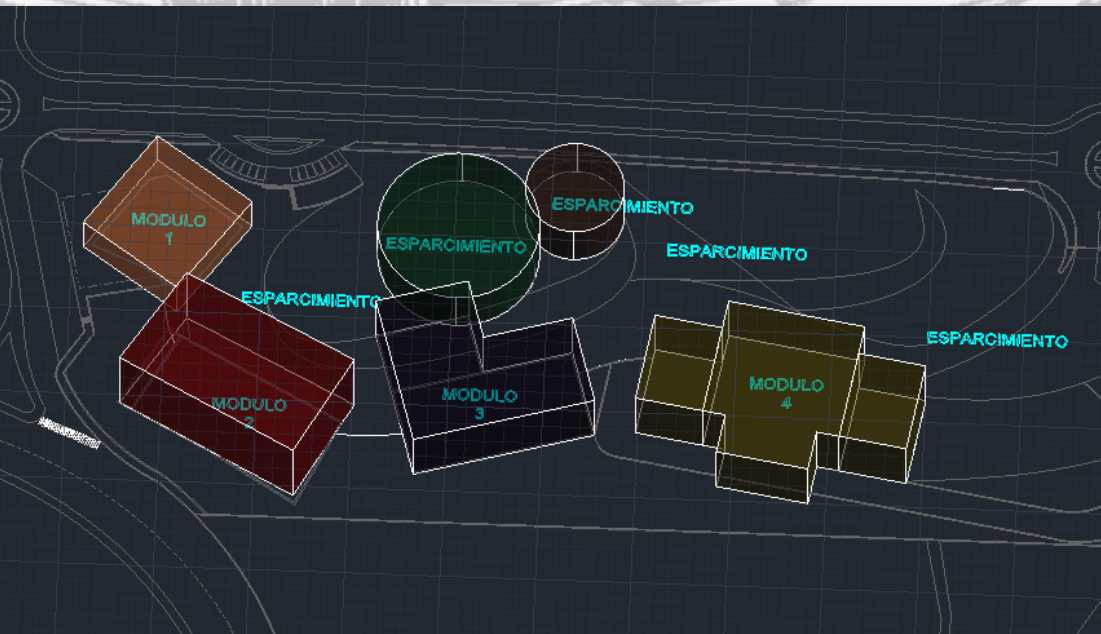 MODULO
1
ESPARCIMIENTO
ESPARCIMIENTO
ESPARCIMIENTO
ESPARCIMIENTO
ESPARCIMIENTO
MODULO
2
MODULO
3
MODULO
4